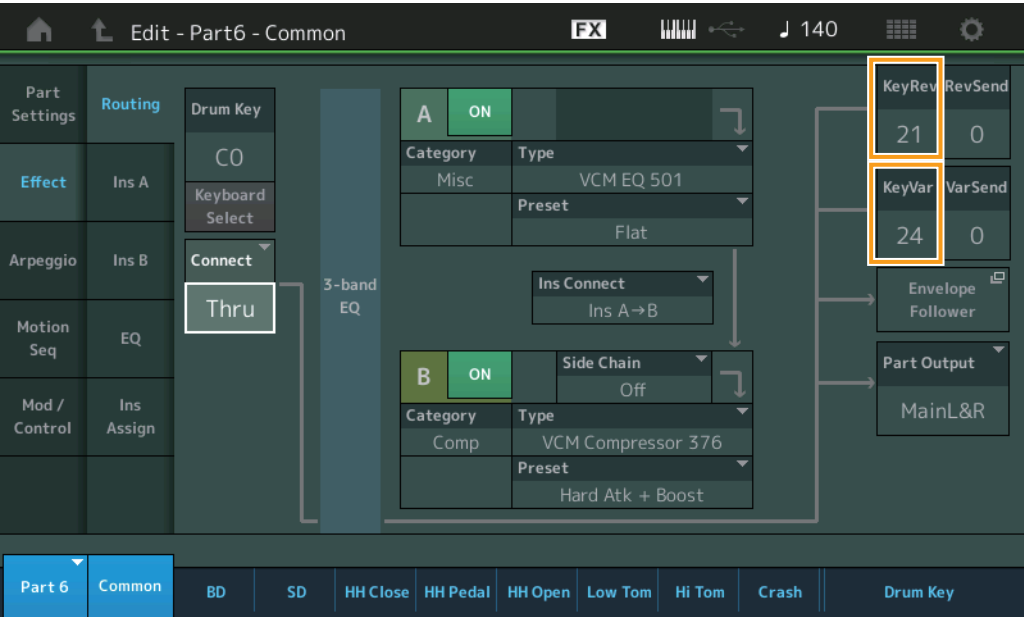 Edit - Part6 - Common
FX
♩ 140
Part
Settings
Routing
Drum Key
C0
Keyboard
Select
Connect
Thru
Effect
Ins A
Arpeggio
Ins B
Motion
Seq
EQ
Mod /
Control
Ins
Assign
3-band
EQ
A
ON
Category
Type
Misc
VCM EQ 501
Preset
Flat
Ins Connect
Ins A→B
B
ON
Side Chain
Off
Category
Type
Comp
VCM Compressor 376
Preset
Hard Atk + Boost
KeyRev
RevSend
21
0
KeyVar
VarSend
24
0
Envelope
Follower
Part Output
MainL&R
Part 6
Common
BD
SD
HH Close
HH Pedal
HH Open
Low Tom
Hi Tom
Crash
Drum Key